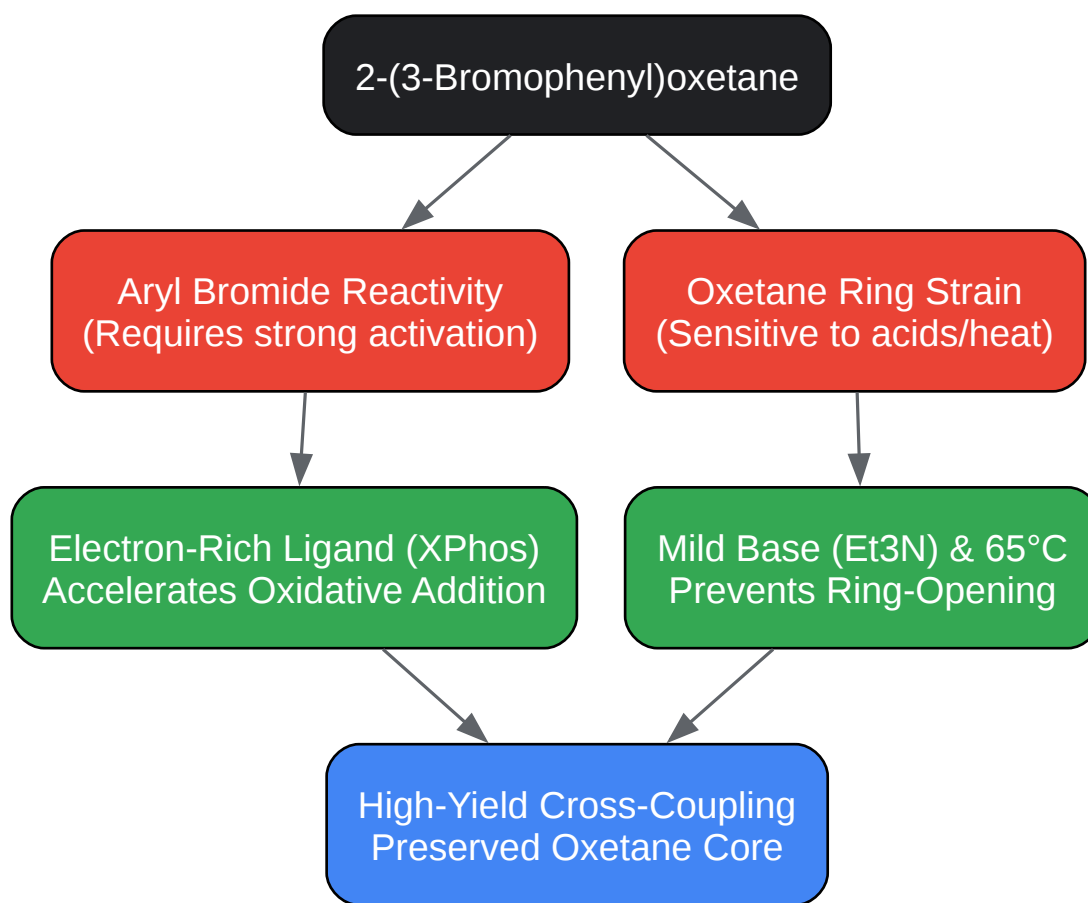 2-(3-Bromophenyl)oxetane
Aryl Bromide Reactivity
(Requires strong activation)
Oxetane Ring Strain
(Sensitive to acids/heat)
Electron-Rich Ligand (XPhos)
Accelerates Oxidative Addition
Mild Base (Et3N) & 65°C
Prevents Ring-Opening
High-Yield Cross-Coupling
Preserved Oxetane Core